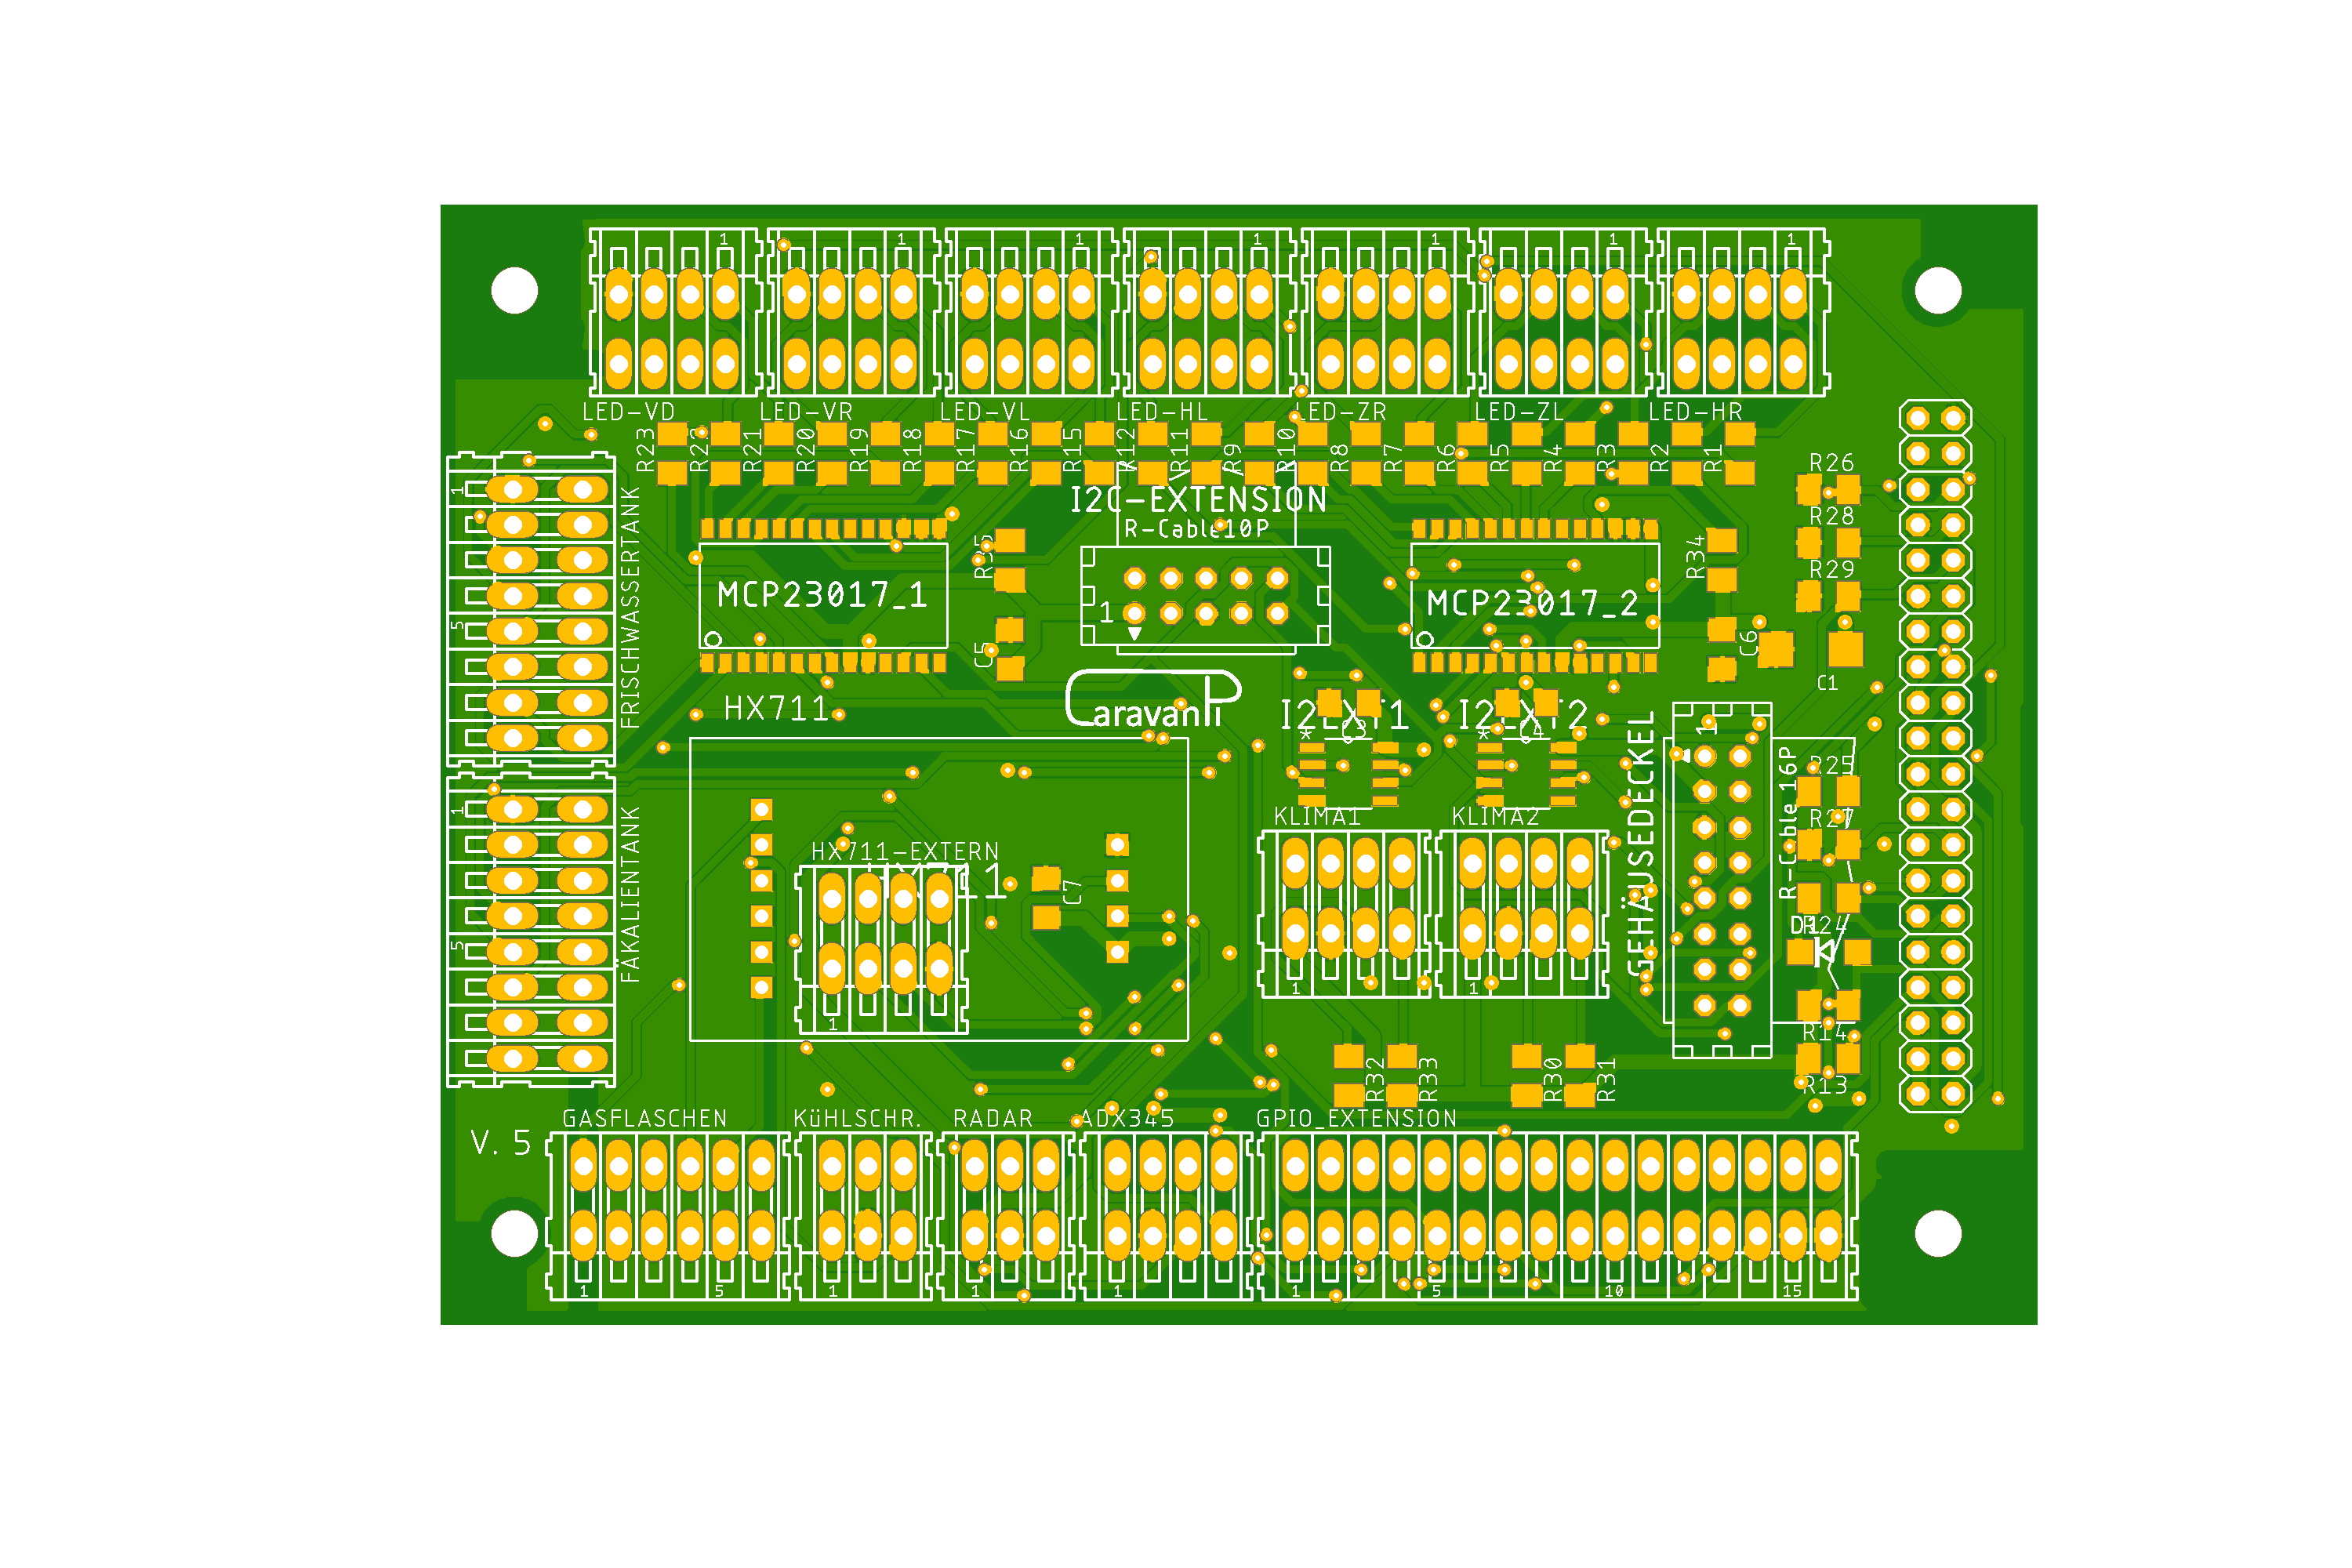 1 1 1 1 1 1 1
LED-VD LED-VR LED-VL LED-HL LED-ZR LED-ZL LED-HR
R23 R22 R21 R20 R19 R18 R17 R16 R15 R12 R11 R9 R10 R8 R7 R6 R5 R4 R3 R2 R1
R26
R28
R29
I2C-EXTENSION
R-Cable10P
1
FRISCHWASSERTANK
1
5
MCP23017_1
R35
C5
MCP23017_2
R34
C6
C1
HX711
CaravanPi
I2EXT1
I2EXT2
* C3
* C4
KLIMA1
KLIMA2
1
1
GEHÄUSEDECKEL
1
R-Cable 16P
R25
R27
D1
R24
R14
R13
FÄKALIENTANK
1
5
HX711-EXTERN
1
C7
R32 R33 R30 R31
V. 5
GASFLASCHEN KüHLSCHR. RADAR ADX345 GPIO_EXTENSION
1 5 1 1 1 1 5 10 15